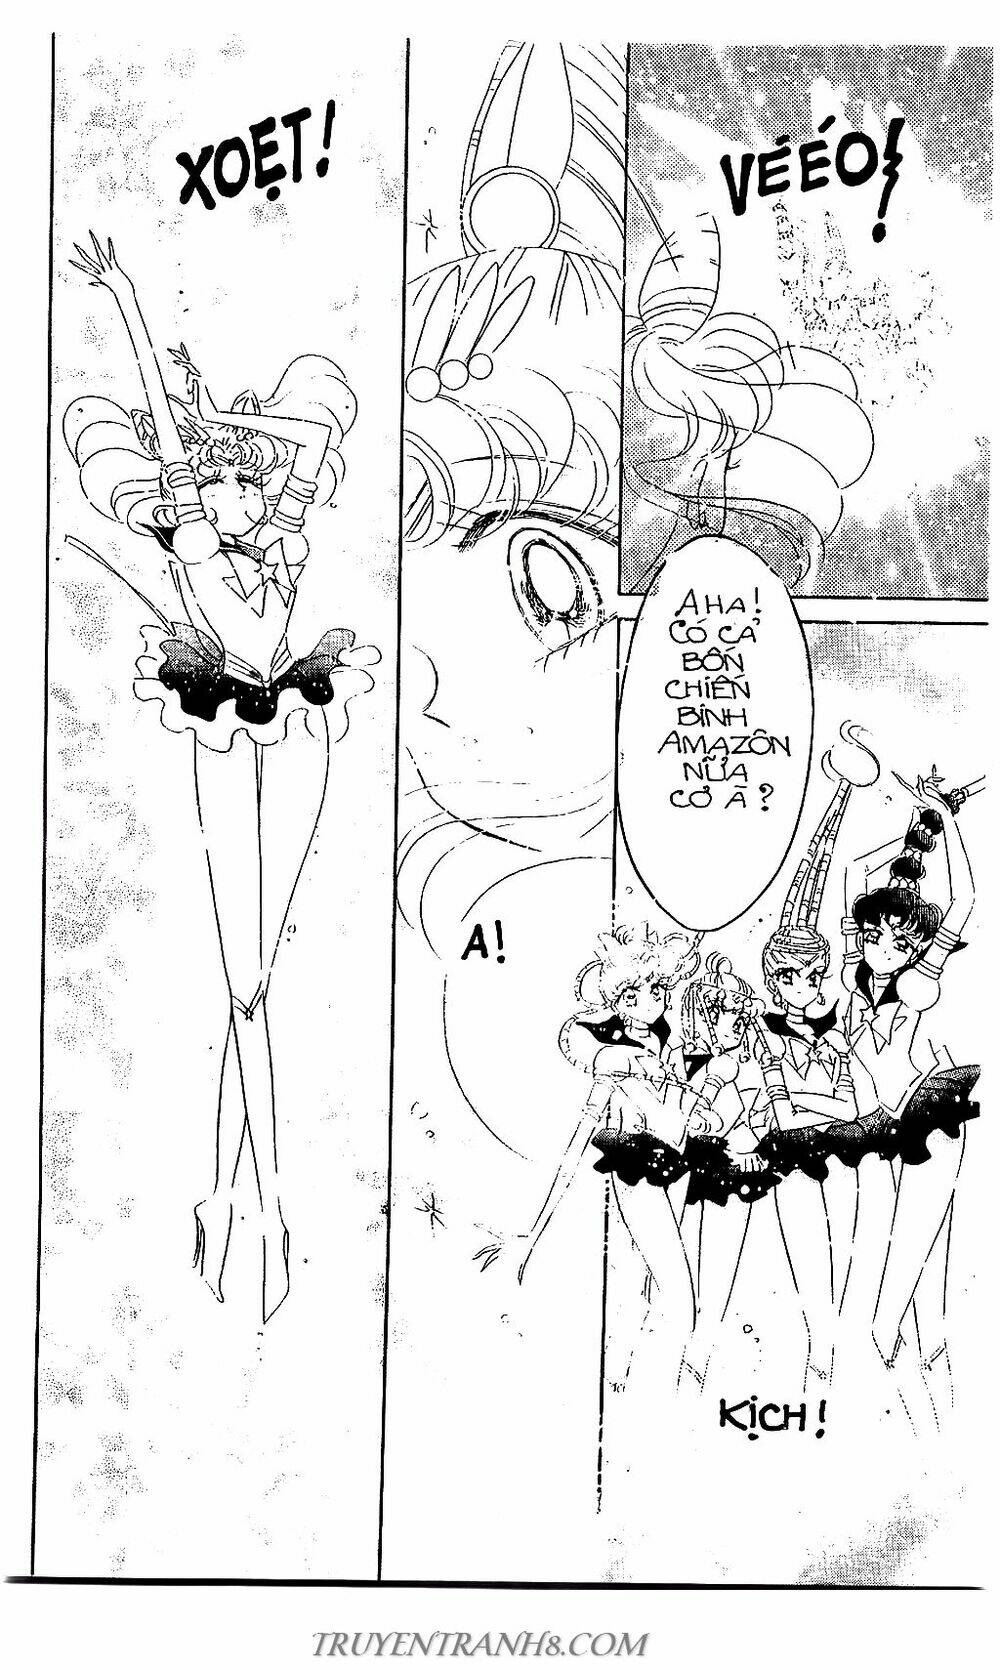 VÉÉO!
AHA!
CÓ CẢ
BỐN
CHIẾN
BINH
AMAZÔN
NỮA
CƠ À?
KỊCH!
A!
XOẸT!
TRUYENTRANH8.COM